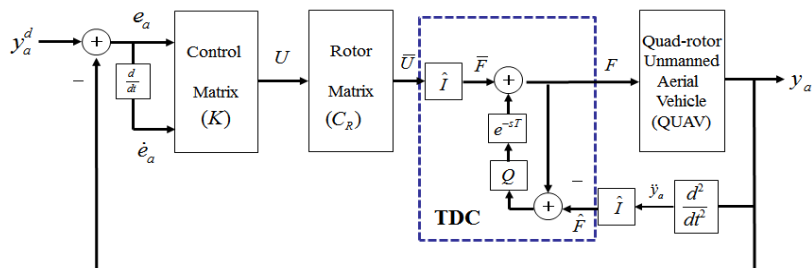 y_a^d
+
−
e_a
d/dt
ė_a
Control
Matrix
(K)
U
Rotor
Matrix
(C_R)
U̅
Î
F̅
+
F
e^{-sT}
Q
+
−
F̂
TDC
Î
ÿ_a
d²/dt²
Quad-rotor
Unmanned
Aerial
Vehicle
(QUAV)
y_a